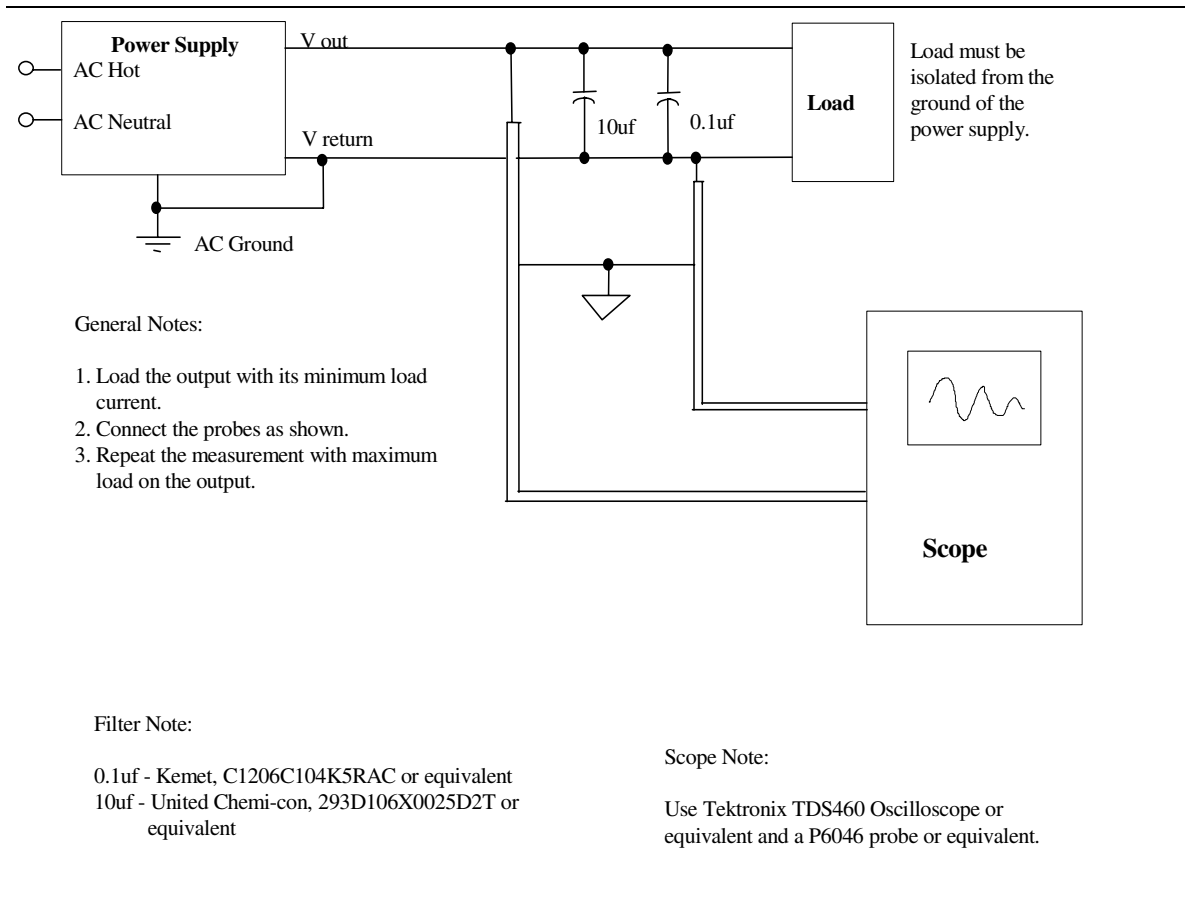 Power Supply
AC Hot
AC Neutral
V out
V return
AC Ground
10uf
0.1uf
Load
Load must be
isolated from the
ground of the
power supply.
General Notes:
1. Load the output with its minimum load
current.
2. Connect the probes as shown.
3. Repeat the measurement with maximum
load on the output.
Scope
Filter Note:
0.1uf - Kemet, C1206C104K5RAC or equivalent
10uf - United Chemi-con, 293D106X0025D2T or
equivalent
Scope Note:
Use Tektronix TDS460 Oscilloscope or
equivalent and a P6046 probe or equivalent.